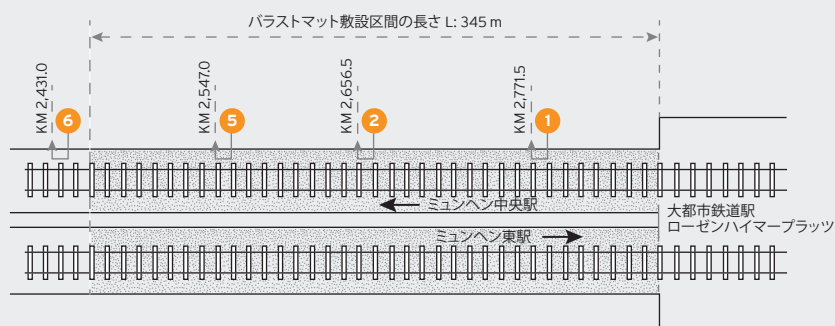 バラストマット敷設区間の長さ L: 345 m
KM 2,431.0
6
KM 2,547.0
5
KM 2,656.5
2
KM 2,771.5
1
ミュンヘン中央駅
ミュンヘン東駅
大都市鉄道駅
ローゼンハイマープラッツ